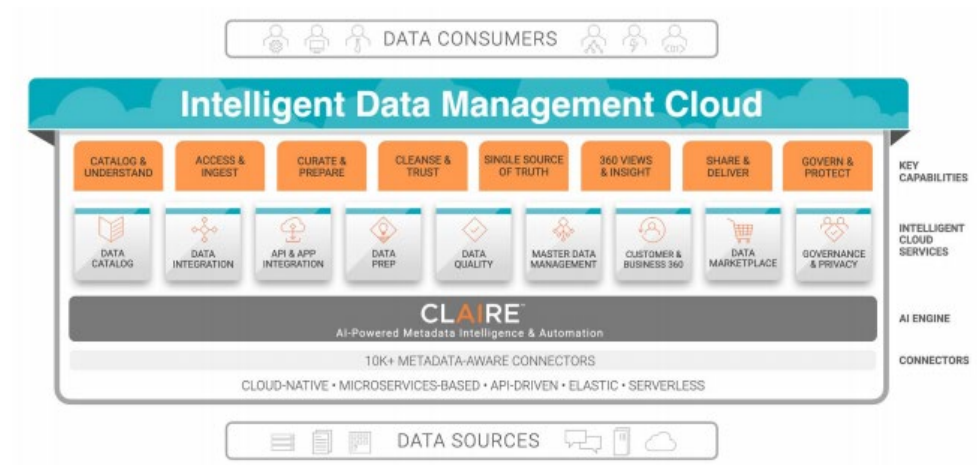 DATA CONSUMERS
Intelligent Data Management Cloud
CATALOG &
UNDERSTAND
ACCESS &
INGEST
CURATE &
PREPARE
CLEANSE &
TRUST
SINGLE SOURCE
OF TRUTH
360 VIEWS
& INSIGHT
SHARE &
DELIVER
GOVERN &
PROTECT
KEY
CAPABILITIES
DATA
CATALOG
DATA
INTEGRATION
API & APP
INTEGRATION
DATA
PREP
DATA
QUALITY
MASTER DATA
MANAGEMENT
CUSTOMER &
BUSINESS 360
DATA
MARKETPLACE
GOVERNANCE
& PRIVACY
INTELLIGENT
CLOUD
SERVICES
CLAIRE™
AI-Powered Metadata Intelligence & Automation
AI ENGINE
10K+ METADATA-AWARE CONNECTORS
CONNECTORS
CLOUD-NATIVE • MICROSERVICES-BASED • API-DRIVEN • ELASTIC • SERVERLESS
DATA SOURCES